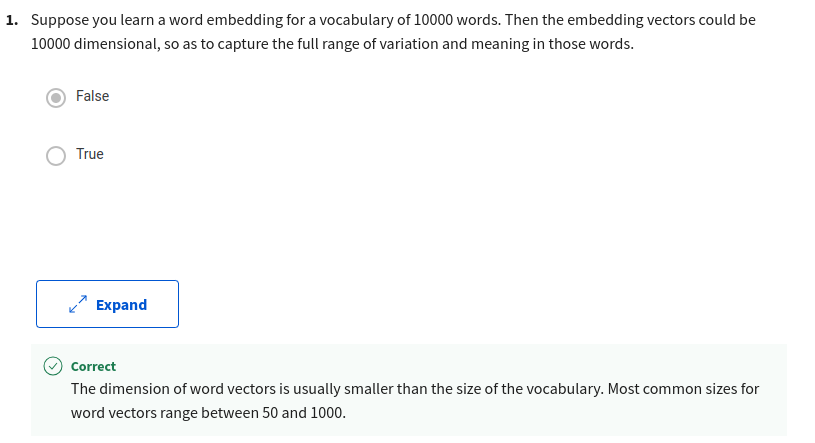 1. Suppose you learn a word embedding for a vocabulary of 10000 words. Then the embedding vectors could be
10000 dimensional, so as to capture the full range of variation and meaning in those words.
False
True
Expand
Correct
The dimension of word vectors is usually smaller than the size of the vocabulary. Most common sizes for
word vectors range between 50 and 1000.